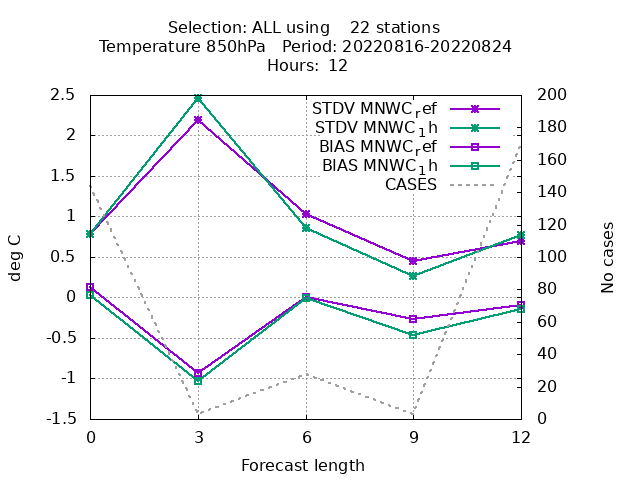 Selection: ALL using    22 stations
Temperature 850hPa   Period: 20220816-20220824
Hours:  12
STDV MNWC_ref
STDV MNWC_1h
BIAS MNWC_ref
BIAS MNWC_1h
CASES
2.5
2
1.5
1
0.5
0
-0.5
-1
-1.5
deg C
200
180
160
140
120
100
80
60
40
20
0
No cases
0 3 6 9 12
Forecast length